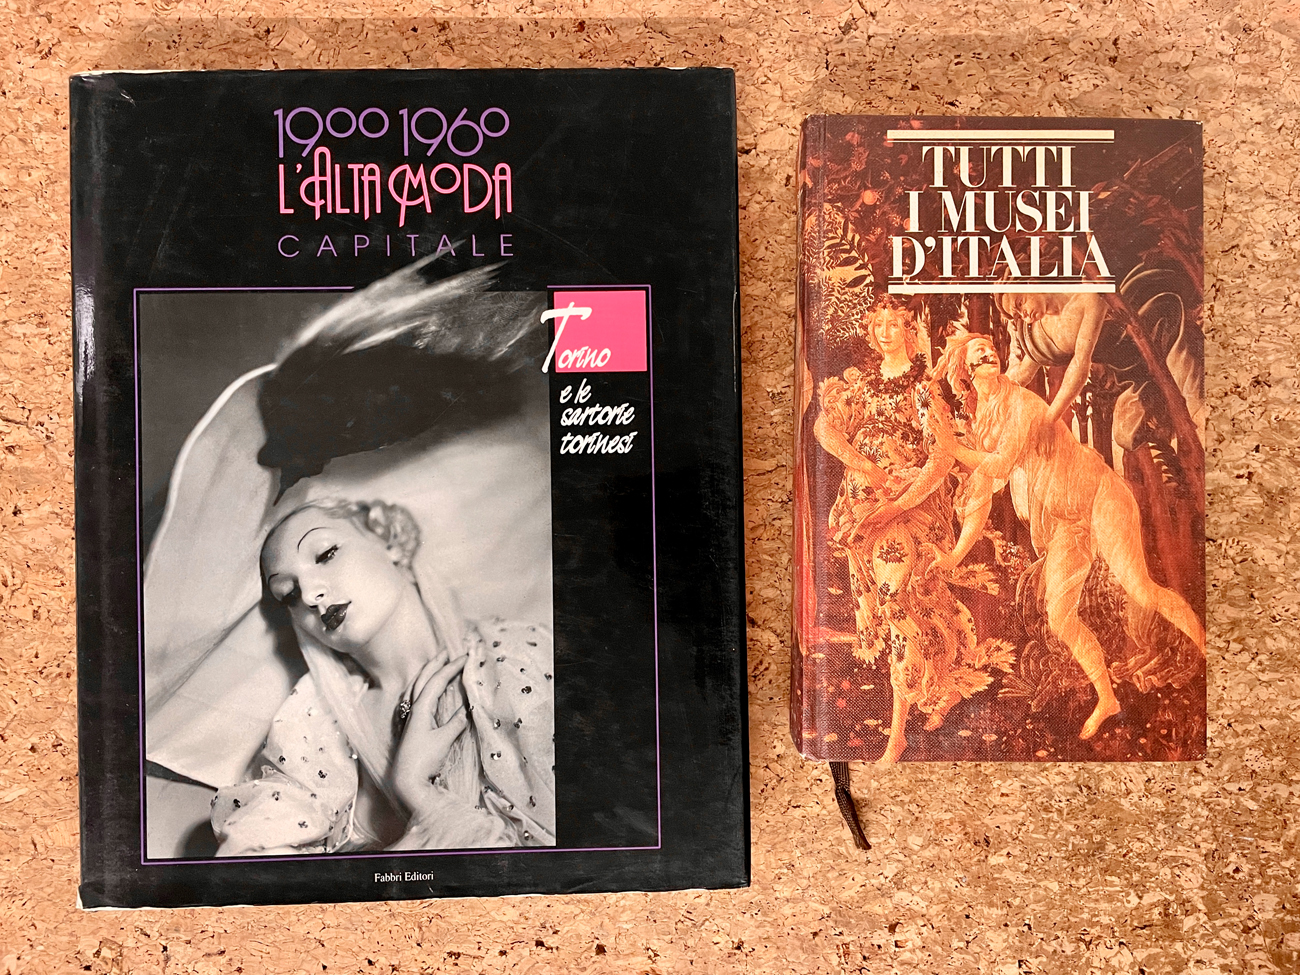 1900 1960
L'ALTA MODA
CAPITALE
Torino
e le
sartorie
torinesi
Fabbri Editori
TUTTI
I MUSEI
D'ITALIA